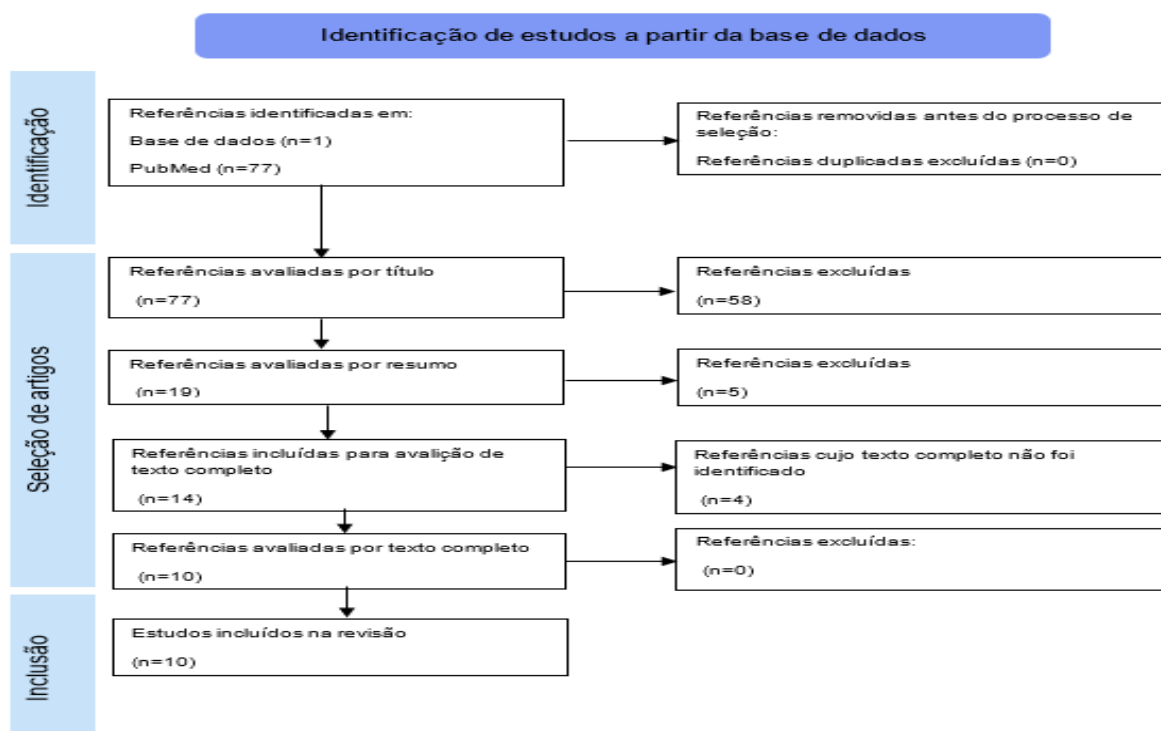 Identificação de estudos a partir da base de dados
Identificação
Referências identificadas em:
Base de dados (n=1)
PubMed (n=77)
Referências removidas antes do processo de
seleção:
Referências duplicadas excluídas (n=0)
Seleção de artigos
Referências avaliadas por título
(n=77)
Referências excluídas
(n=58)
Referências avaliadas por resumo
(n=19)
Referências excluídas
(n=5)
Referências incluídas para avalição de
texto completo
(n=14)
Referências cujo texto completo não foi
identificado
(n=4)
Referências avaliadas por texto completo
(n=10)
Referências excluídas:
(n=0)
Inclusão
Estudos incluídos na revisão
(n=10)